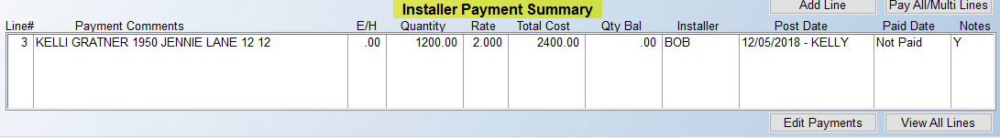 Installer Payment Summary
Add Line
Pay All/Multi Lines
Line# Payment Comments E/H Quantity Rate Total Cost Qty Bal Installer Post Date Paid Date Notes
3 KELLI GRATNER 1950 JENNIE LANE 12 12 .00 1200.00 2.000 2400.00 .00 BOB 12/05/2018 - KELLY Not Paid Y
Edit Payments
View All Lines